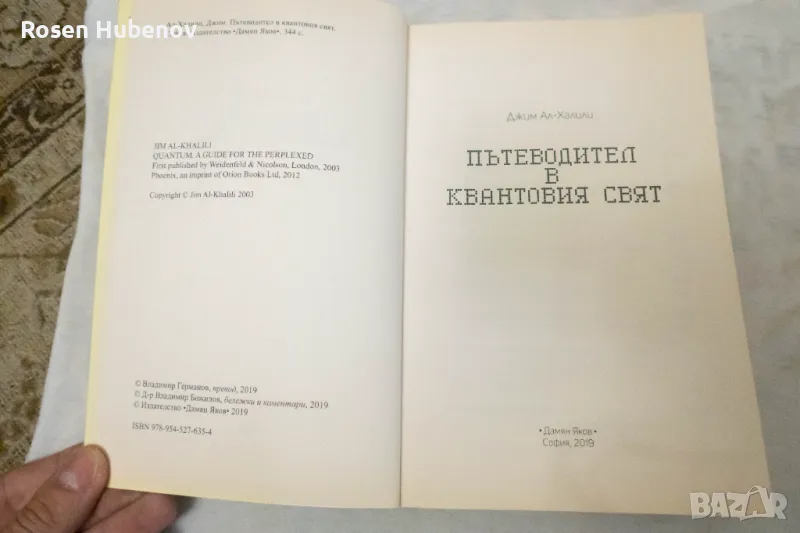 Rosen Hubenov
Ал-Халили, Джим. Пътеводител в квантовия свят.
Издателство •Дамян Яков•, 344 с.
JIM AL-KHALILI
QUANTUM. A GUIDE FOR THE PERPLEXED
First published by Weidenfeld & Nicolson, London, 2003
Phoenix, an imprint of Orion Books Ltd, 2012
Copyright © Jim Al-Khalili 2003
© Владимир Германов, превод, 2019
© Д-р Владимир Божилов, бележки и коментари, 2019
© Издателство •Дамян Яков• 2019
ISBN 978-954-527-635-4
Джим Ал-Халили
ПЪТЕВОДИТЕЛ
В
КВАНТОВИЯ СВЯТ
•Дамян Яков•
София, 2019
BAZAR